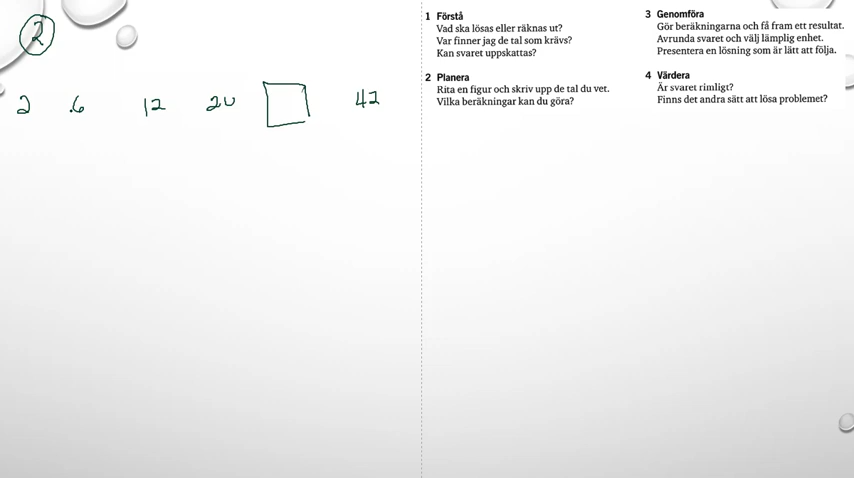 2
2 6 12 20 42
1 Förstå
Vad ska lösas eller räknas ut?
Var finner jag de tal som krävs?
Kan svaret uppskattas?
2 Planera
Rita en figur och skriv upp de tal du vet.
Vilka beräkningar kan du göra?
3 Genomföra
Gör beräkningarna och få fram ett resultat.
Avrunda svaret och välj lämplig enhet.
Presentera en lösning som är lätt att följa.
4 Värdera
Är svaret rimligt?
Finns det andra sätt att lösa problemet?